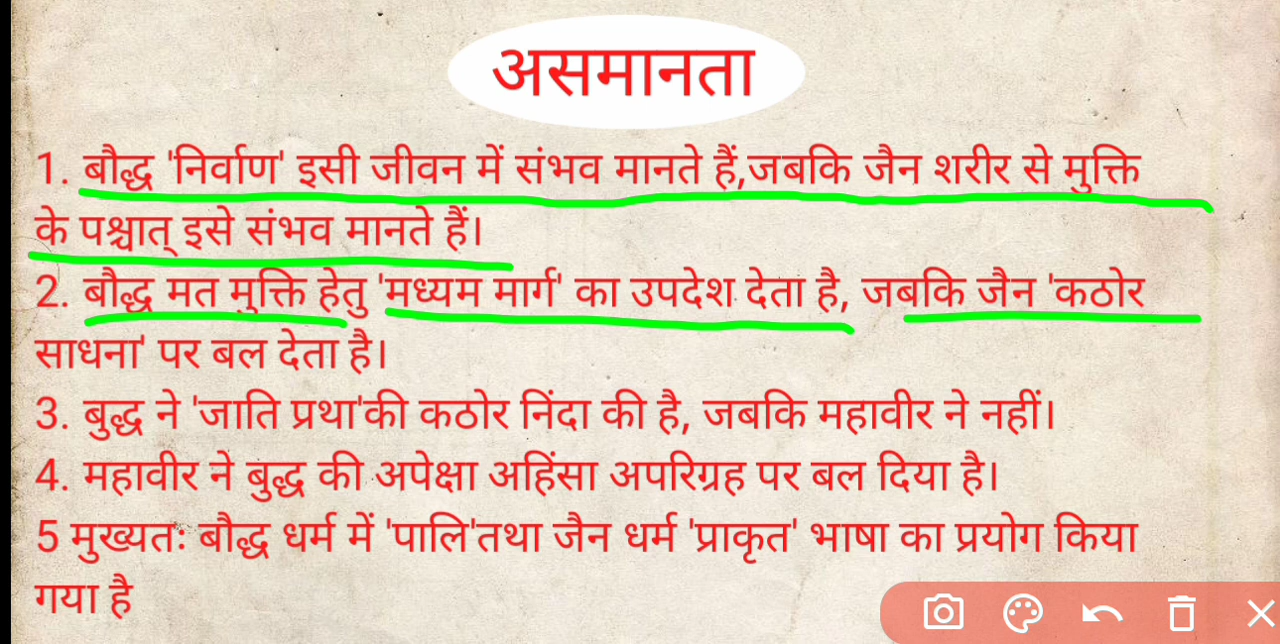 असमानता
1. बौद्ध 'निर्वाण' इसी जीवन में संभव मानते हैं,जबकि जैन शरीर से मुक्ति
के पश्चात् इसे संभव मानते हैं।
2. बौद्ध मत मुक्ति हेतु 'मध्यम मार्ग' का उपदेश देता है, जबकि जैन 'कठोर
साधना' पर बल देता है।
3. बुद्ध ने 'जाति प्रथा'की कठोर निंदा की है, जबकि महावीर ने नहीं।
4. महावीर ने बुद्ध की अपेक्षा अहिंसा अपरिग्रह पर बल दिया है।
5 मुख्यतः बौद्ध धर्म में 'पालि'तथा जैन धर्म 'प्राकृत' भाषा का प्रयोग किया
गया है